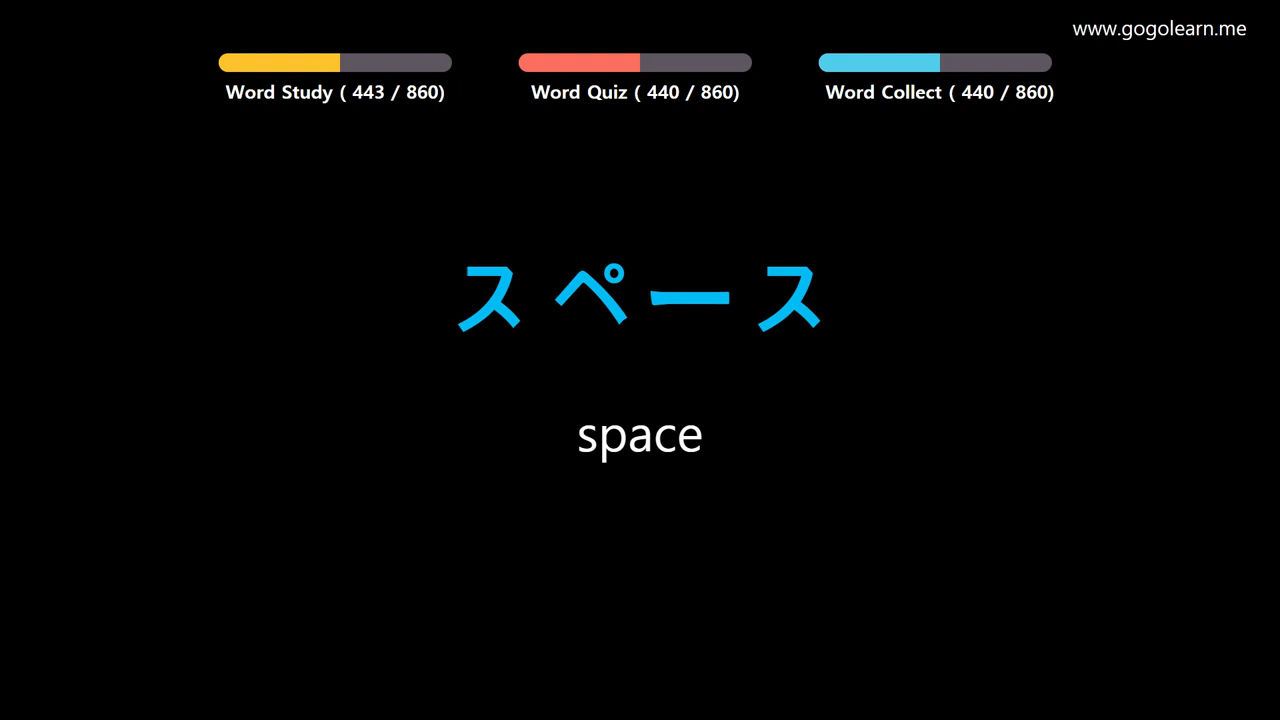 www.gogolearn.me
Word Study ( 443 / 860)
Word Quiz ( 440 / 860)
Word Collect ( 440 / 860)
スペース
space